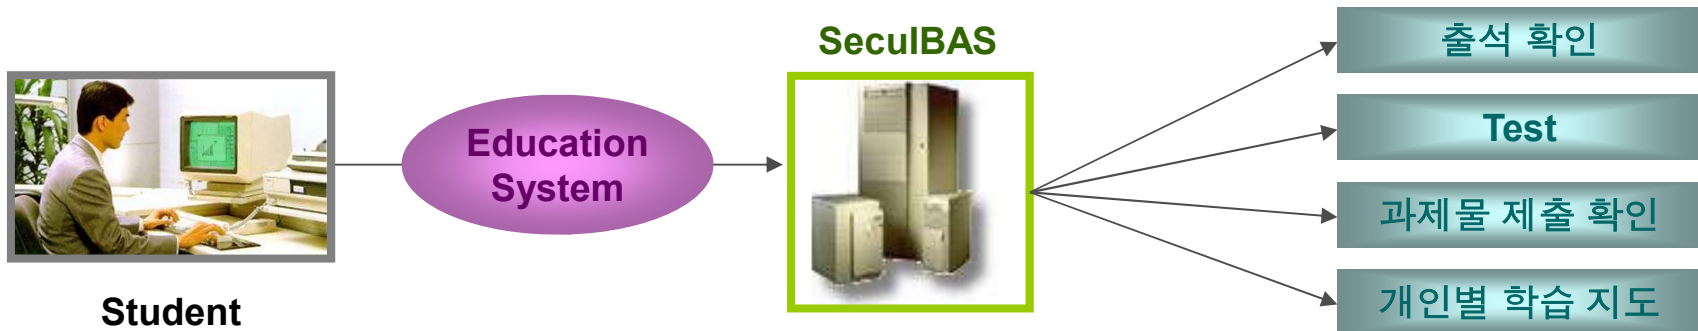 Student
Education
System
SecuIBAS
출석 확인
Test
과제물 제출 확인
개인별 학습 지도